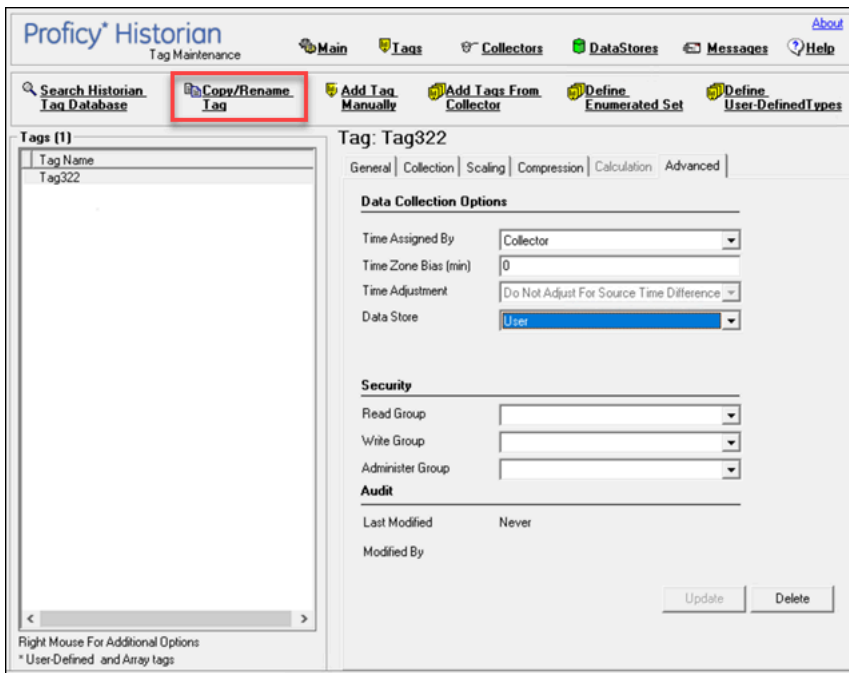 Proficy* Historian
Tag Maintenance
Main
Tags
Collectors
DataStores
Messages
About
Help
Search Historian
Tag Database
Copy/Rename
Tag
Add Tag
Manually
Add Tags From
Collector
Define
Enumerated Set
Define
User-DefinedTypes
Tags (1)
Tag Name
Tag322
Tag: Tag322
General
Collection
Scaling
Compression
Calculation
Advanced
Data Collection Options
Time Assigned By Collector
Time Zone Bias (min) 0
Time Adjustment Do Not Adjust For Source Time Difference
Data Store User
Security
Read Group
Write Group
Administer Group
Audit
Last Modified Never
Modified By
Update
Delete
Right Mouse For Additional Options
* User-Defined and Array tags